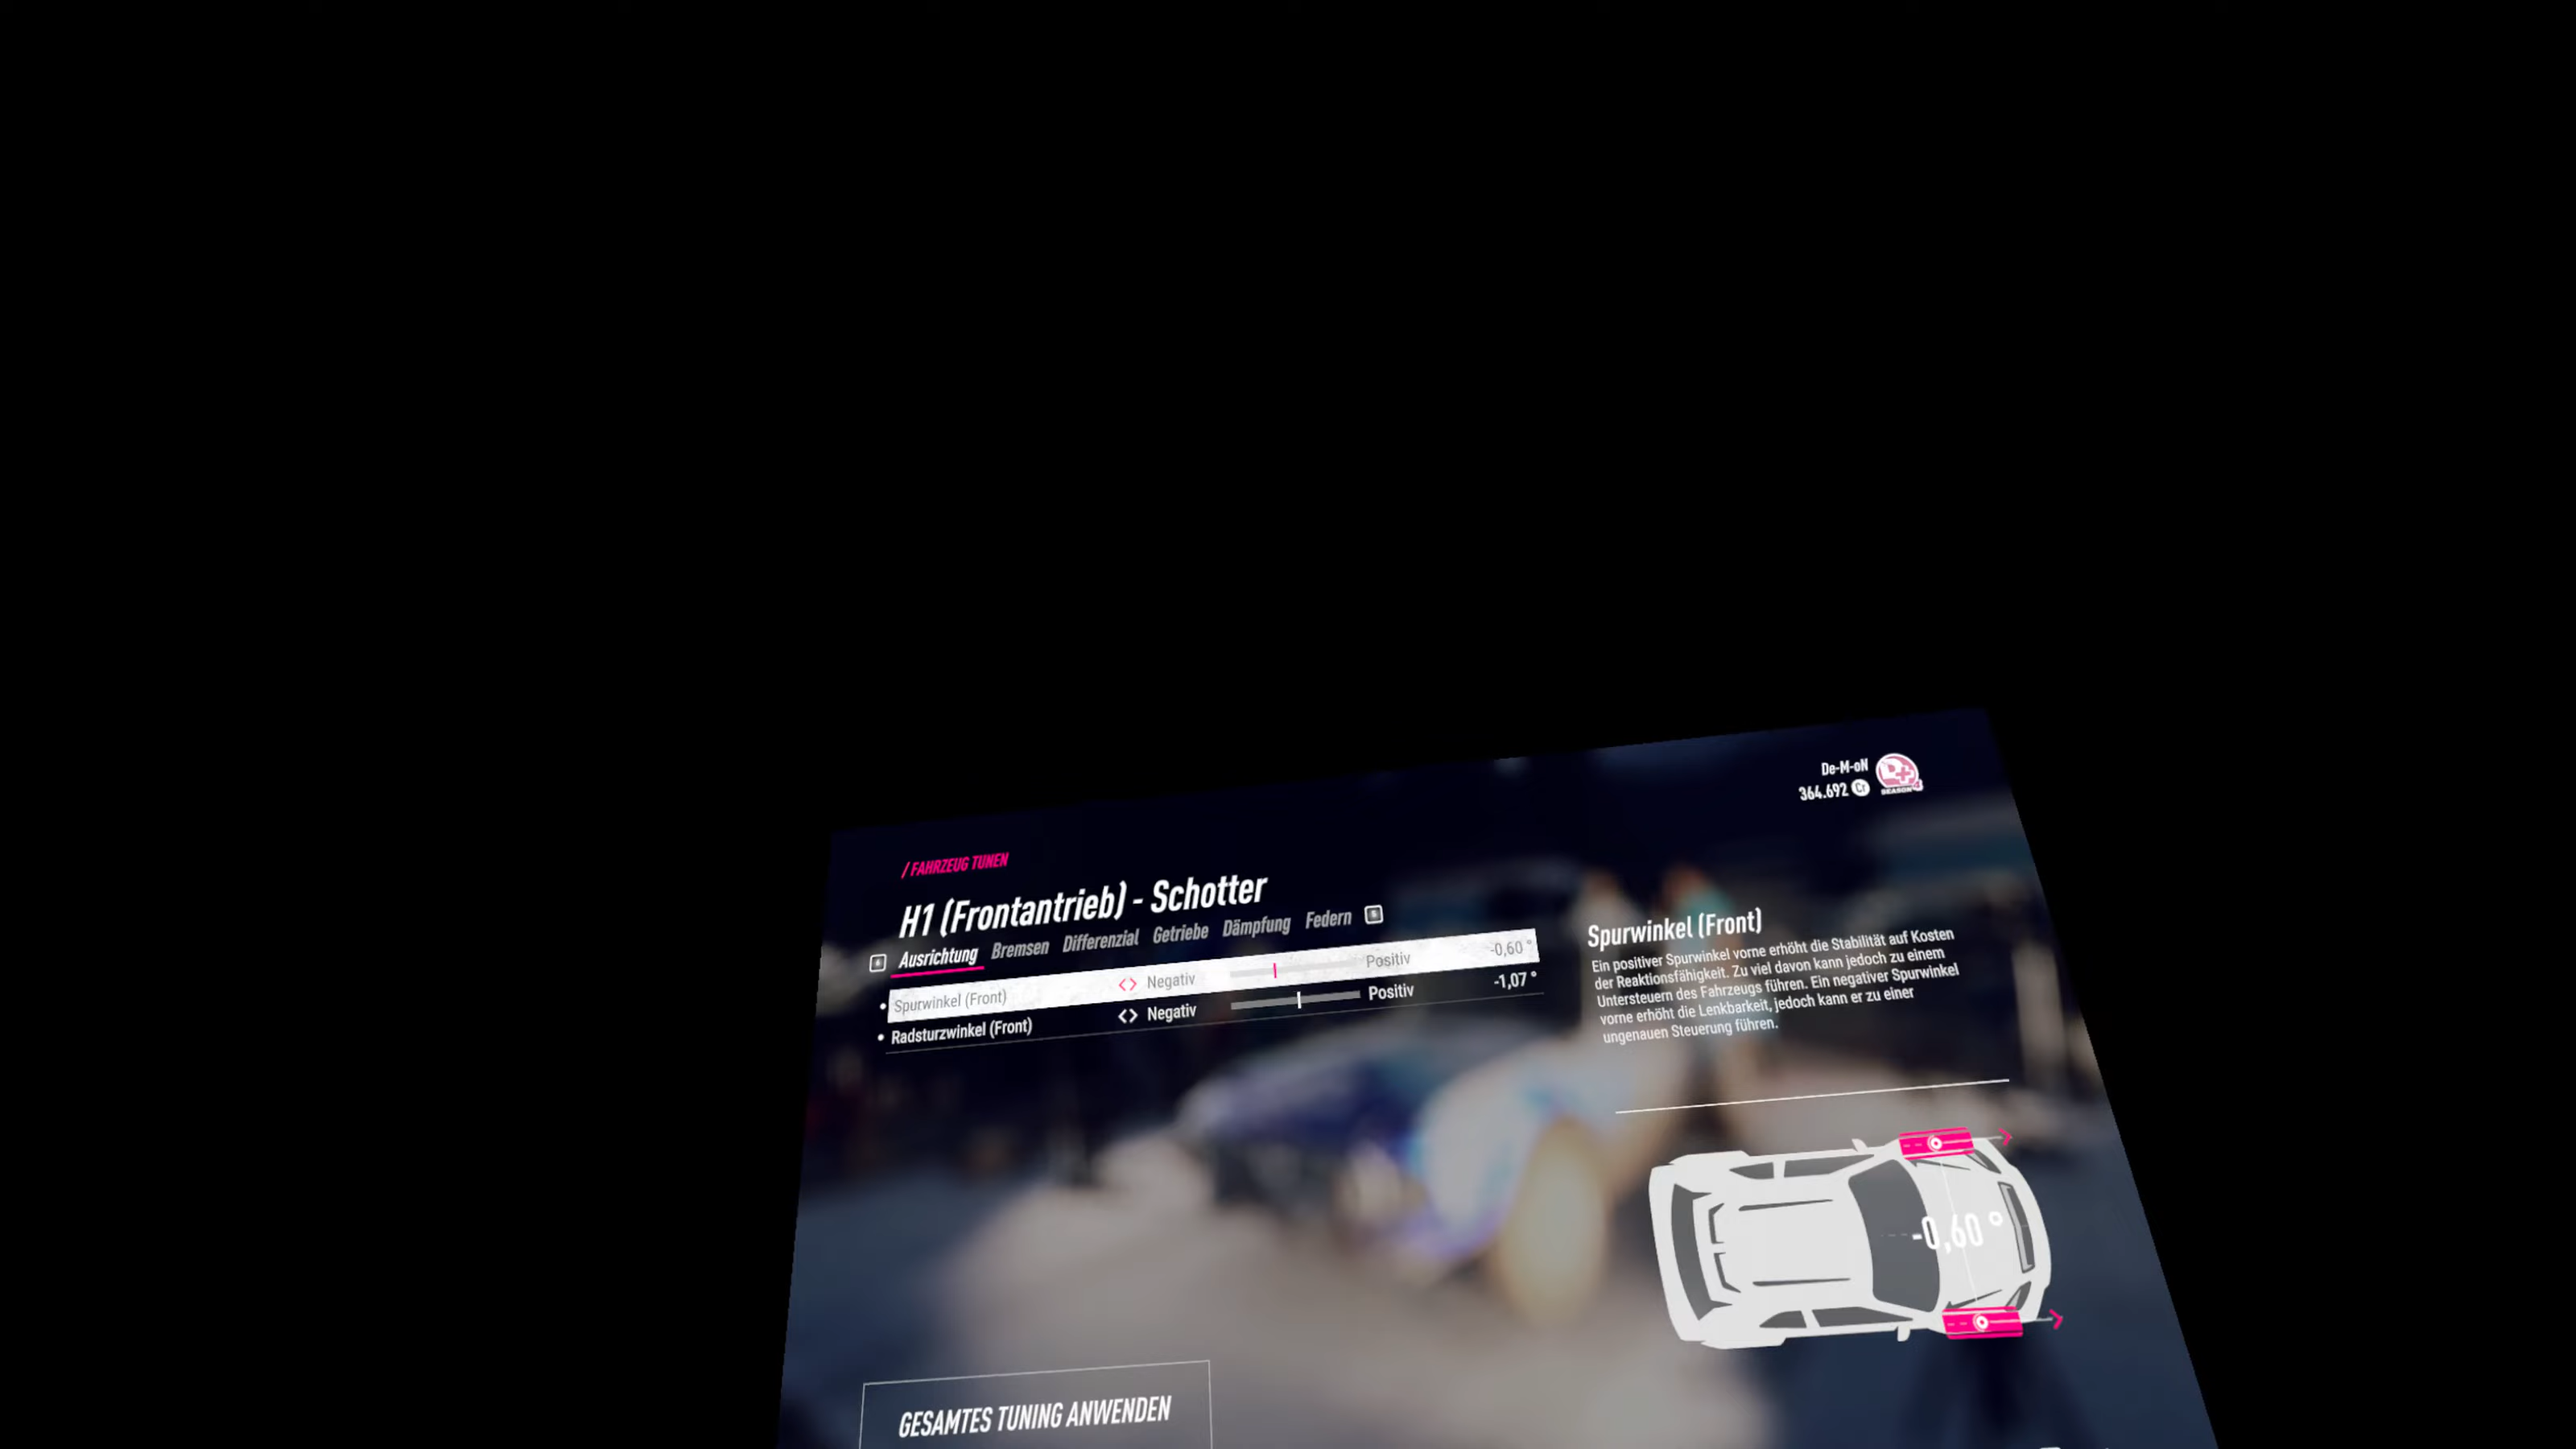 De-M-oN
364.692 Cr
SEASON 4
/ FAHRZEUG TUNEN
H1 (Frontantrieb) - Schotter
Ausrichtung Bremsen Differenzial Getriebe Dämpfung Federn
Spurwinkel (Front) <> Negativ Positiv -0,60 °
Radsturzwinkel (Front) <> Negativ Positiv -1,07 °
Spurwinkel (Front)
Ein positiver Spurwinkel vorne erhöht die Stabilität auf Kosten
der Reaktionsfähigkeit. Zu viel davon kann jedoch zu einem
Untersteuern des Fahrzeugs führen. Ein negativer Spurwinkel
vorne erhöht die Lenkbarkeit, jedoch kann er zu einer
ungenauen Steuerung führen.
-0,60 °
GESAMTES TUNING ANWENDEN